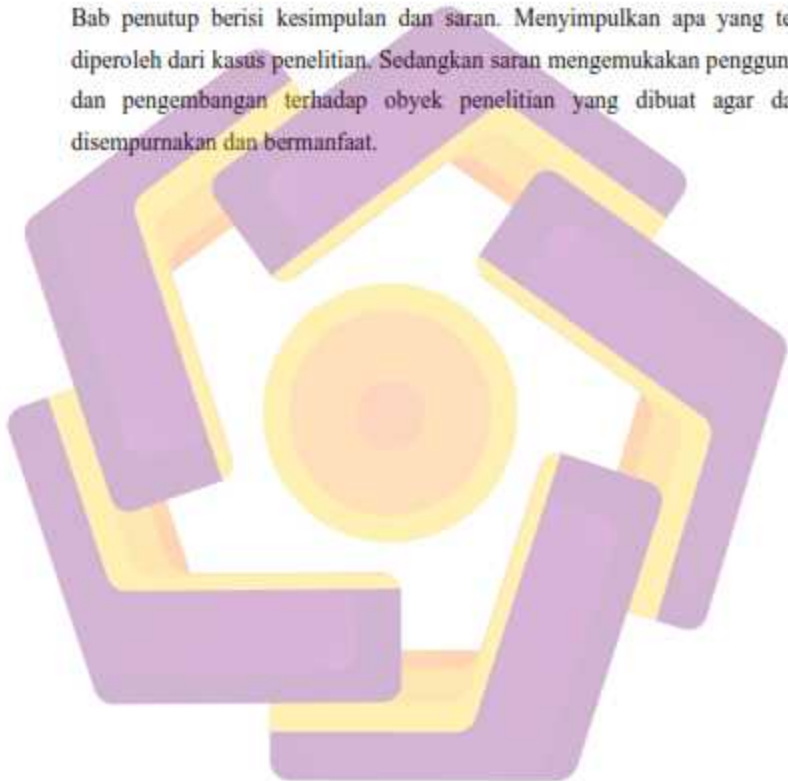 Bab penutup berisi kesimpulan dan saran. Menyimpulkan apa yang te
diperoleh dari kasus penelitian. Sedangkan saran mengemukakan penggun
dan pengembangan terhadap obyek penelitian yang dibuat agar da
disempurnakan dan bermanfaat.